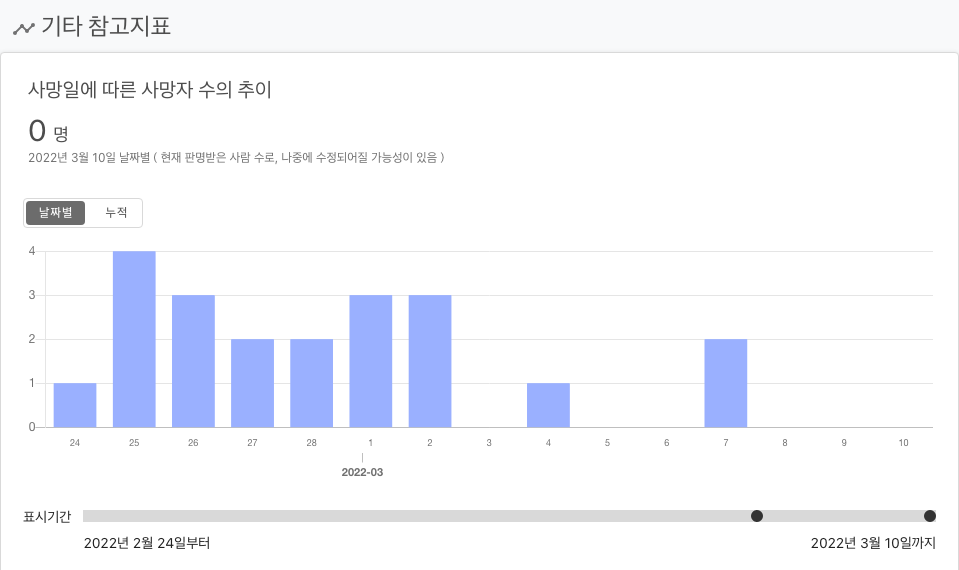 기타 참고지표
사망일에 따른 사망자 수의 추이
0 명
2022년 3월 10일 날짜별 ( 현재 판명받은 사람 수로, 나중에 수정되어질 가능성이 있음 )
날짜별 누적
4
3
2
1
0
24 25 26 27 28 1 2 3 4 5 6 7 8 9 10
2022-03
표시기간
2022년 2월 24일부터 2022년 3월 10일까지